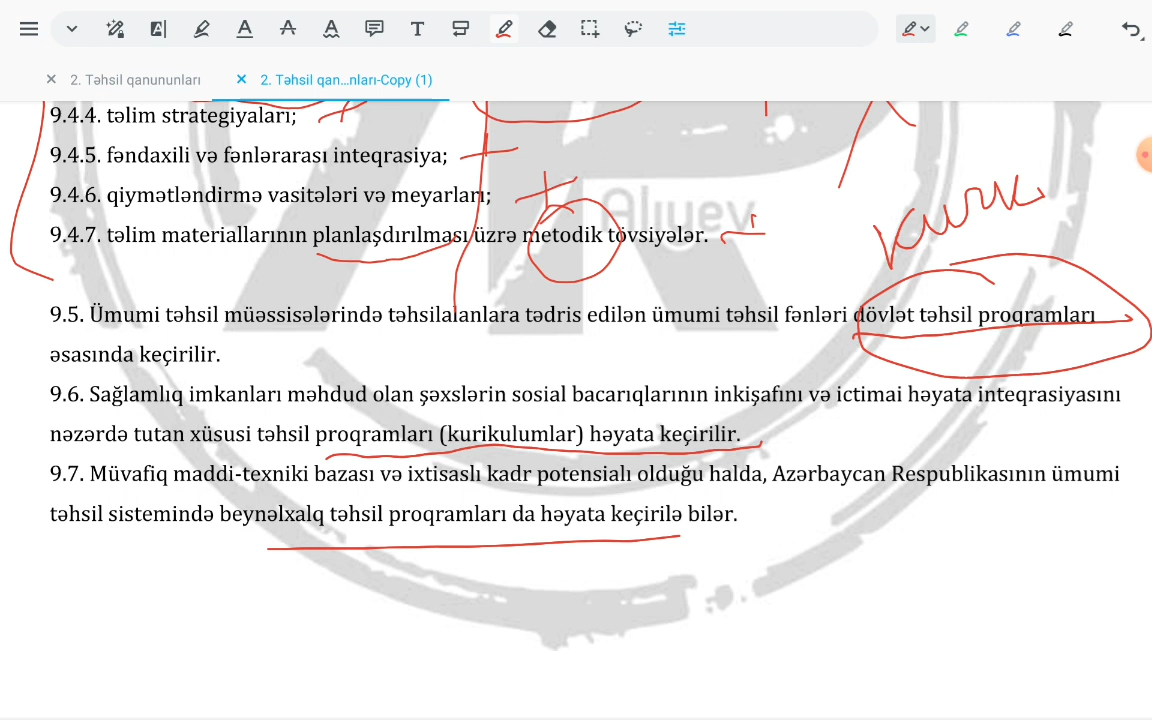 2. Təhsil qanununları
2. Təhsil qan...nları-Copy (1)
9.4.4. təlim strategiyaları;
9.4.5. fəndaxili və fənlərarası inteqrasiya;
9.4.6. qiymətləndirmə vasitələri və meyarları;
Aliyev
9.4.7. təlim materiallarının planlaşdırılması üzrə metodik tövsiyələr.
9.5. Ümumi təhsil müəssisələrində təhsilalanlara tədris edilən ümumi təhsil fənləri dövlət təhsil proqramları
əsasında keçirilir.
9.6. Sağlamlıq imkanları məhdud olan şəxslərin sosial bacarıqlarının inkişafını və ictimai həyata inteqrasiyasını
nəzərdə tutan xüsusi təhsil proqramları (kurikulumlar) həyata keçirilir.
9.7. Müvafiq maddi-texniki bazası və ixtisaslı kadr potensialı olduğu halda, Azərbaycan Respublikasının ümumi
təhsil sistemində beynəlxalq təhsil proqramları da həyata keçirilə bilər.